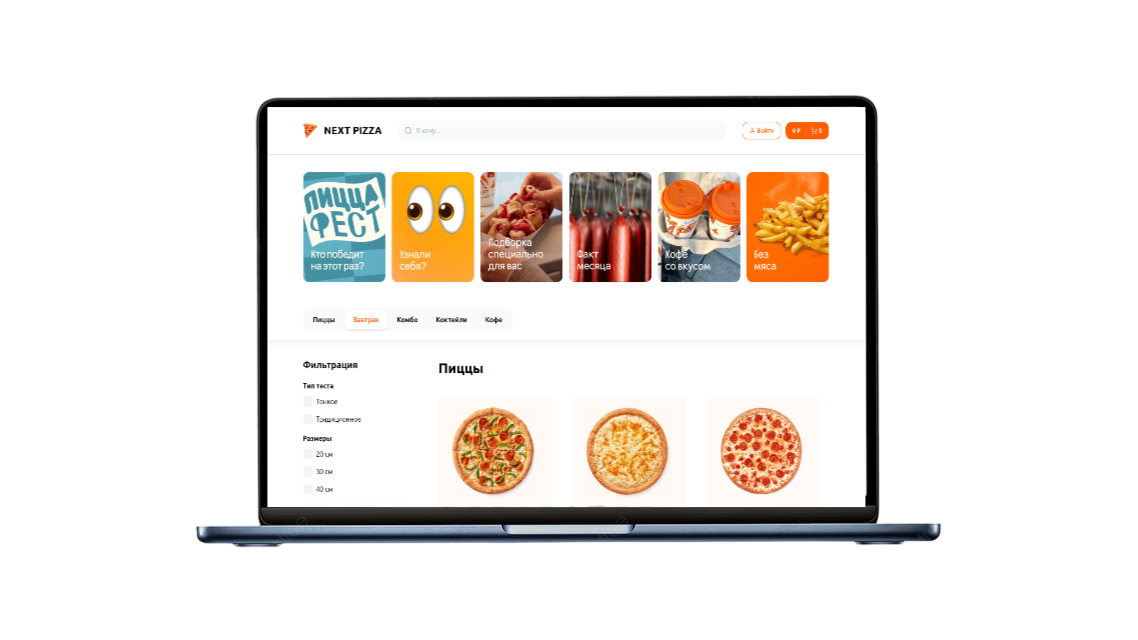 NEXT PIZZA
Я хочу...
Войти
0 ₽
0
ПИЦЦА
ФЕСТ
Кто победит
на этот раз?
Узнали
себя?
Подборка
специально
для вас
Факт
месяца
Кофе
со вкусом
Без
мяса
Пиццы
Завтрак
Комбо
Коктейли
Кофе
Фильтрация
Тип теста
Тонкое
Традиционное
Размеры
20 см
30 см
40 см
Пиццы